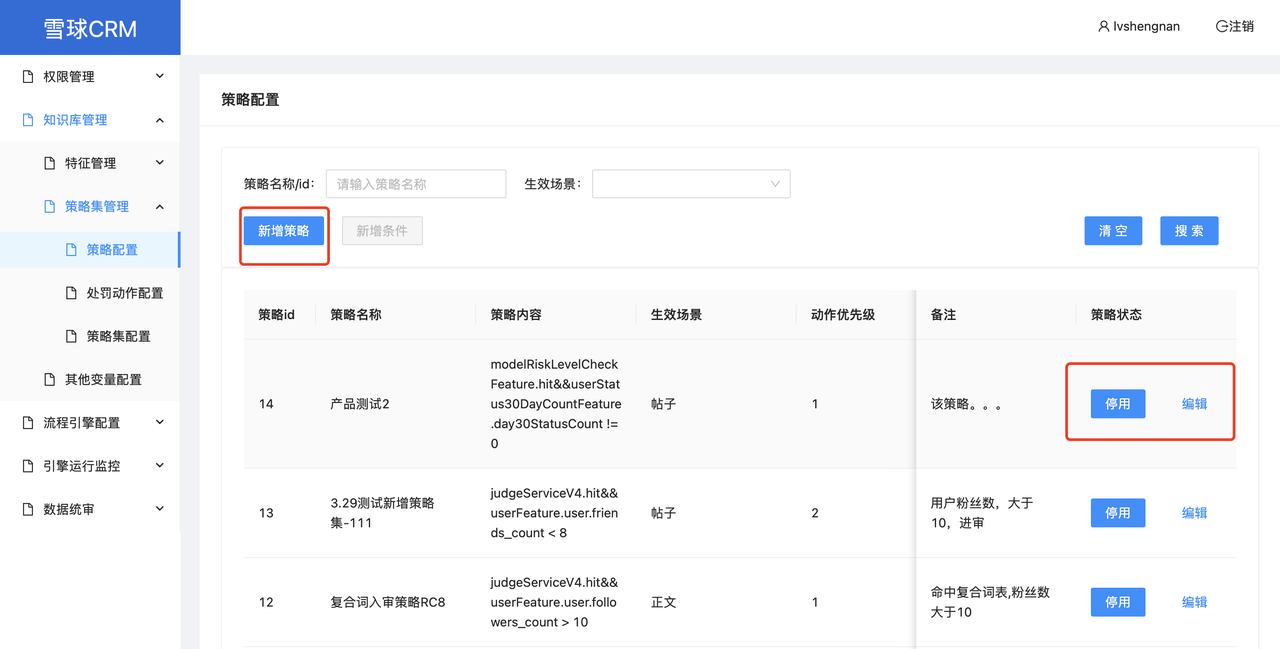 雪球CRM
lvshengnan
注销
权限管理
知识库管理
特征管理
策略集管理
策略配置
处罚动作配置
策略集配置
其他变量配置
流程引擎配置
引擎运行监控
数据统审
策略配置
策略名称/id:
请输入策略名称
生效场景:
新增策略
新增条件
清 空
搜 索
策略id
策略名称
策略内容
生效场景
动作优先级
备注
策略状态
14
产品测试2
modelRiskLevelCheck
Feature.hit&&userStat
us30DayCountFeature
.day30StatusCount !=
0
帖子
1
该策略。。。
停用
编辑
13
3.29测试新增策略
集-111
judgeServiceV4.hit&&
userFeature.user.frien
ds_count < 8
帖子
2
用户粉丝数，大于
10，进审
停用
编辑
12
复合词入审策略RC8
judgeServiceV4.hit&&
userFeature.user.follo
wers_count > 10
正文
1
命中复合词表,粉丝数
大于10
停用
编辑